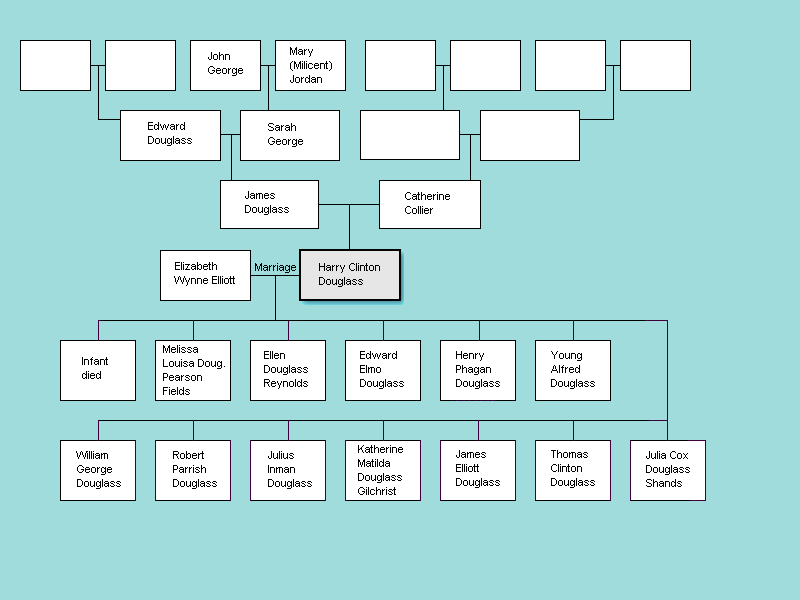 John
George
Mary
(Milicent)
Jordan
Edward
Douglass
Sarah
George
James
Douglass
Catherine
Collier
Elizabeth
Wynne Elliott
Marriage
Harry Clinton
Douglass
Infant
died
Melissa
Louisa Doug.
Pearson
Fields
Ellen
Douglass
Reynolds
Edward
Elmo
Douglass
Henry
Phagan
Douglass
Young
Alfred
Douglass
William
George
Douglass
Robert
Parrish
Douglass
Julius
Inman
Douglass
Katherine
Matilda
Douglass
Gilchrist
James
Elliott
Douglass
Thomas
Clinton
Douglass
Julia Cox
Douglass
Shands